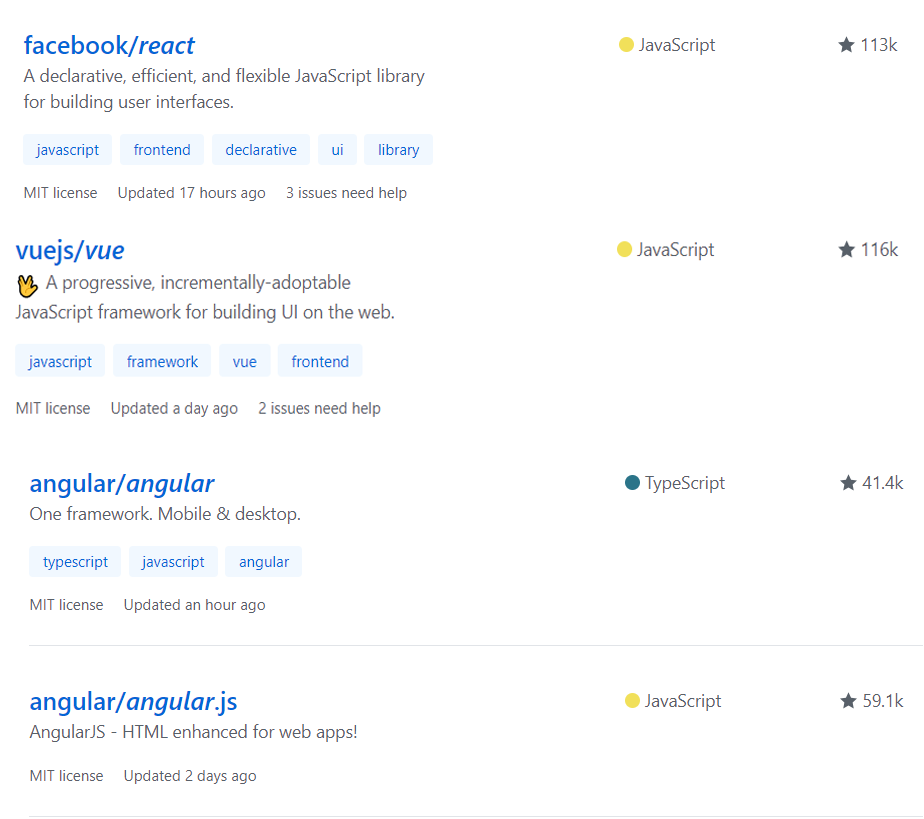 facebook/react JavaScript 113k
A declarative, efficient, and flexible JavaScript library
for building user interfaces.
javascript frontend declarative ui library
MIT license Updated 17 hours ago 3 issues need help
vuejs/vue JavaScript 116k
🖖 A progressive, incrementally-adoptable
JavaScript framework for building UI on the web.
javascript framework vue frontend
MIT license Updated a day ago 2 issues need help
angular/angular TypeScript 41.4k
One framework. Mobile & desktop.
typescript javascript angular
MIT license Updated an hour ago
angular/angular.js JavaScript 59.1k
AngularJS - HTML enhanced for web apps!
MIT license Updated 2 days ago